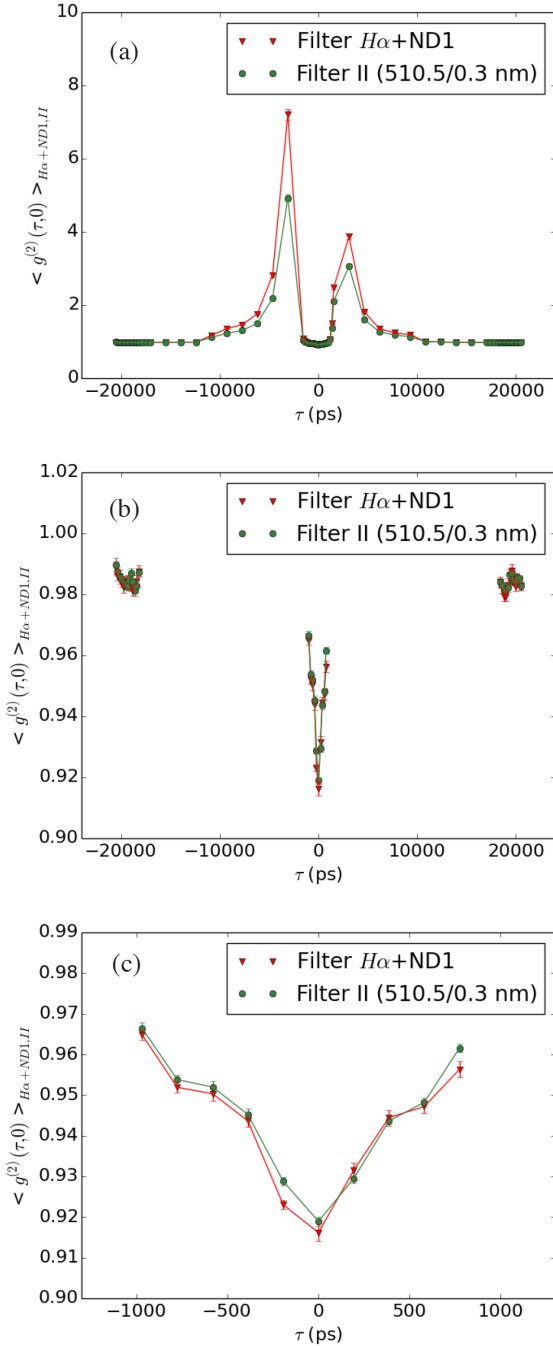 10
8
6
4
2
0
(a)
Filter Hα+ND1
Filter II (510.5/0.3 nm)
< g⁽²⁾(τ,0) >Hα+ND1,II
−20000 −10000 0 10000 20000
τ (ps)
1.02
1.00
0.98
0.96
0.94
0.92
0.90
(b)
Filter Hα+ND1
Filter II (510.5/0.3 nm)
< g⁽²⁾(τ,0) >Hα+ND1,II
−20000 −10000 0 10000 20000
τ (ps)
0.99
0.98
0.97
0.96
0.95
0.94
0.93
0.92
0.91
0.90
(c)
Filter Hα+ND1
Filter II (510.5/0.3 nm)
< g⁽²⁾(τ,0) >Hα+ND1,II
−1000 −500 0 500 1000
τ (ps)